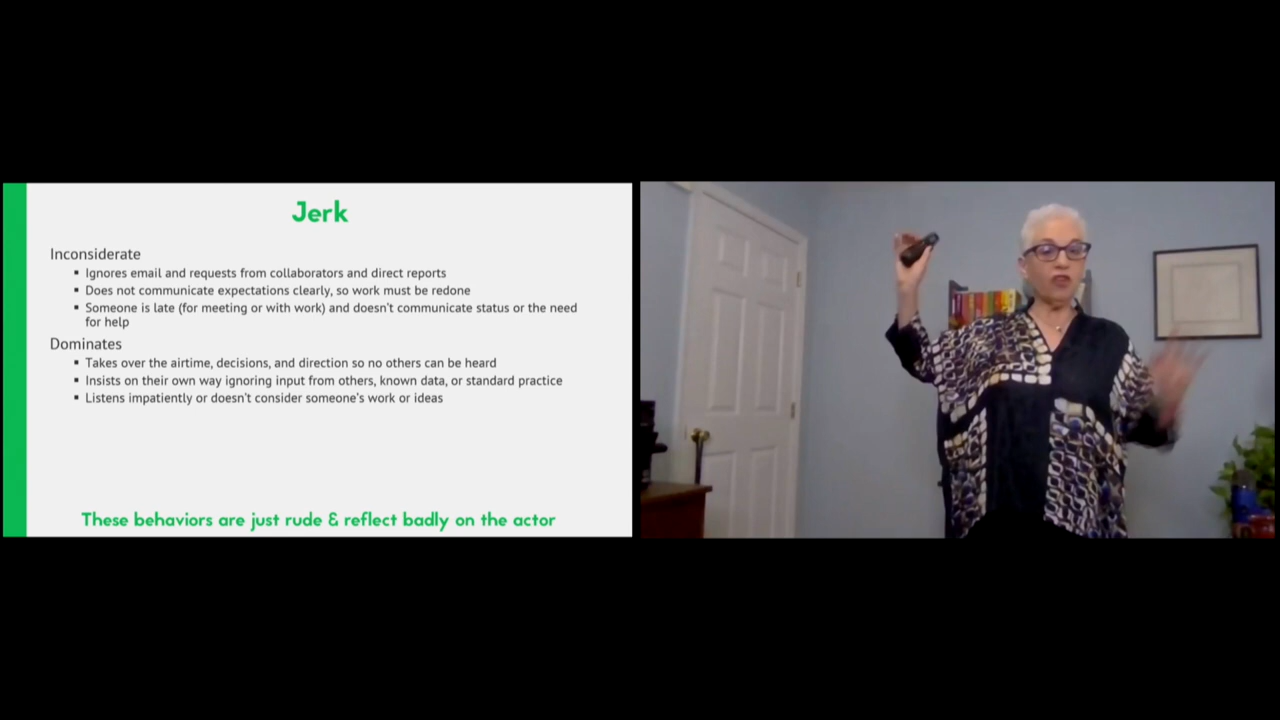 Jerk
Inconsiderate
▪ Ignores email and requests from collaborators and direct reports
▪ Does not communicate expectations clearly, so work must be redone
▪ Someone is late (for meeting or with work) and doesn't communicate status or the need
for help
Dominates
▪ Takes over the airtime, decisions, and direction so no others can be heard
▪ Insists on their own way ignoring input from others, known data, or standard practice
▪ Listens impatiently or doesn't consider someone's work or ideas
These behaviors are just rude & reflect badly on the actor